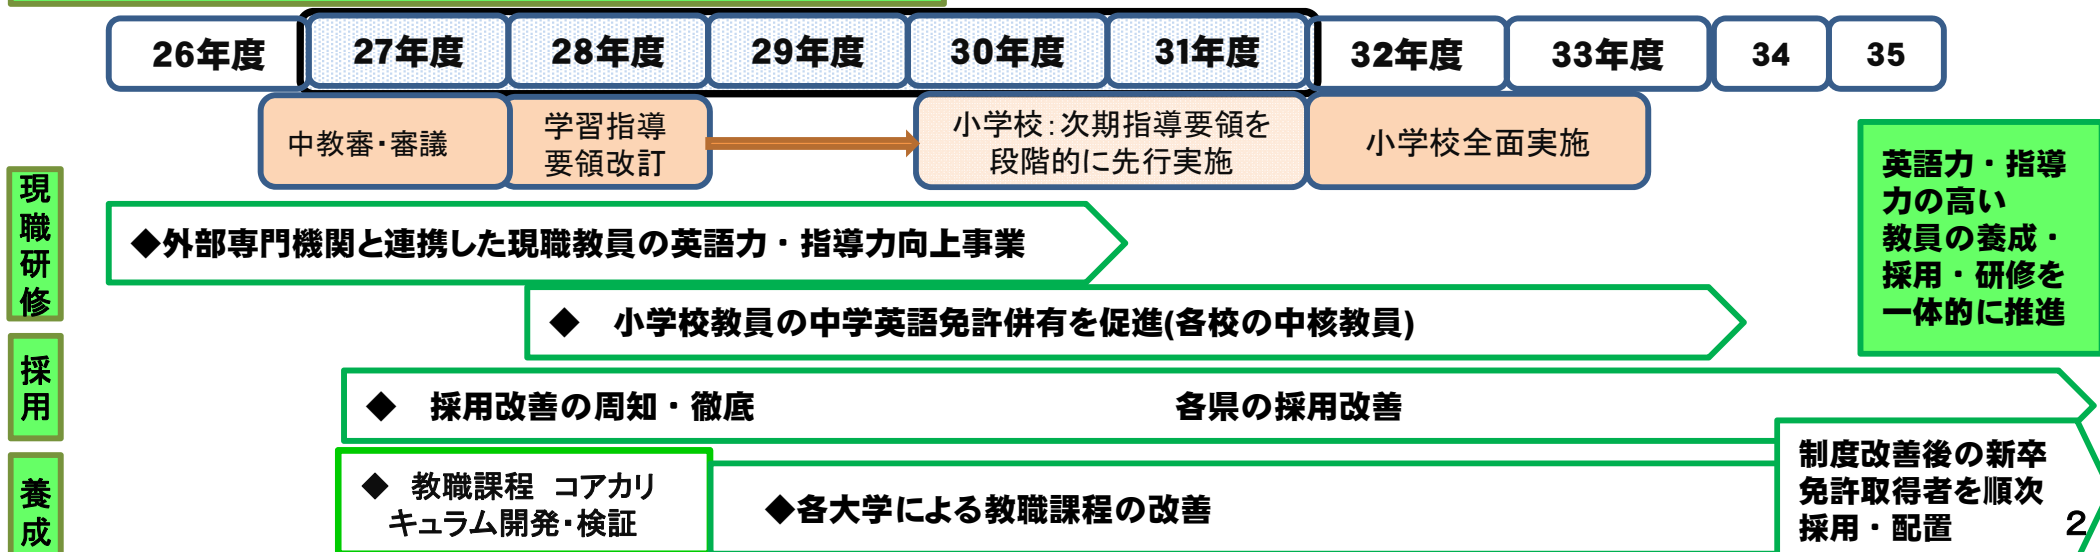 26年度 27年度 28年度 29年度 30年度 31年度 32年度 33年度 34 35
中教審・審議
学習指導
要領改訂
小学校：次期指導要領を
段階的に先行実施
小学校全面実施
英語力・指導
力の高い
教員の養成・
採用・研修を
一体的に推進
現職研修
◆外部専門機関と連携した現職教員の英語力・指導力向上事業
◆ 小学校教員の中学英語免許併有を促進(各校の中核教員)
採用
◆ 採用改善の周知・徹底 各県の採用改善
養成
◆ 教職課程 コアカリ
キュラム開発・検証
◆各大学による教職課程の改善
制度改善後の新卒
免許取得者を順次
採用・配置
2